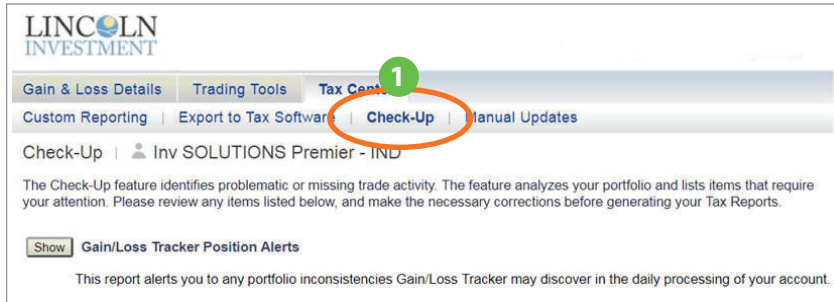 LINCOLN
INVESTMENT
1
Gain & Loss Details Trading Tools Tax Center
Custom Reporting | Export to Tax Software | Check-Up | Manual Updates
Check-Up | Inv SOLUTIONS Premier - IND
The Check-Up feature identifies problematic or missing trade activity. The feature analyzes your portfolio and lists items that require
your attention. Please review any items listed below, and make the necessary corrections before generating your Tax Reports.
Show Gain/Loss Tracker Position Alerts
This report alerts you to any portfolio inconsistencies Gain/Loss Tracker may discover in the daily processing of your account.